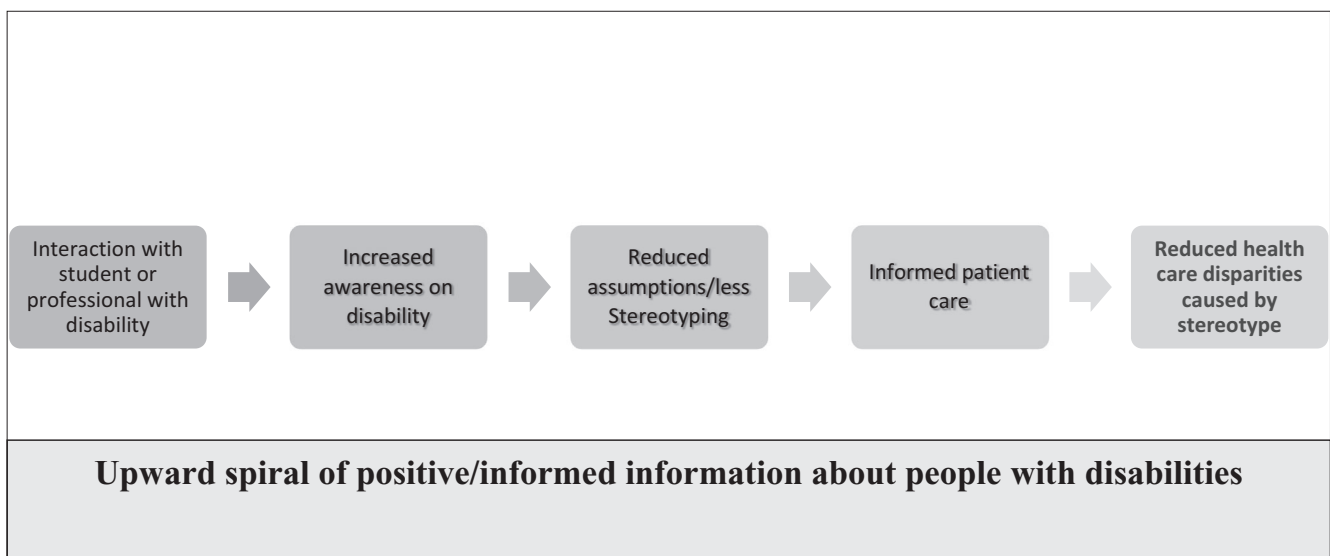 Interaction with
student or
professional with
disability
Increased
awareness on
disability
Reduced
assumptions/less
Stereotyping
Informed patient
care
Reduced health
care disparities
caused by
stereotype
Upward spiral of positive/informed information about people with disabilities